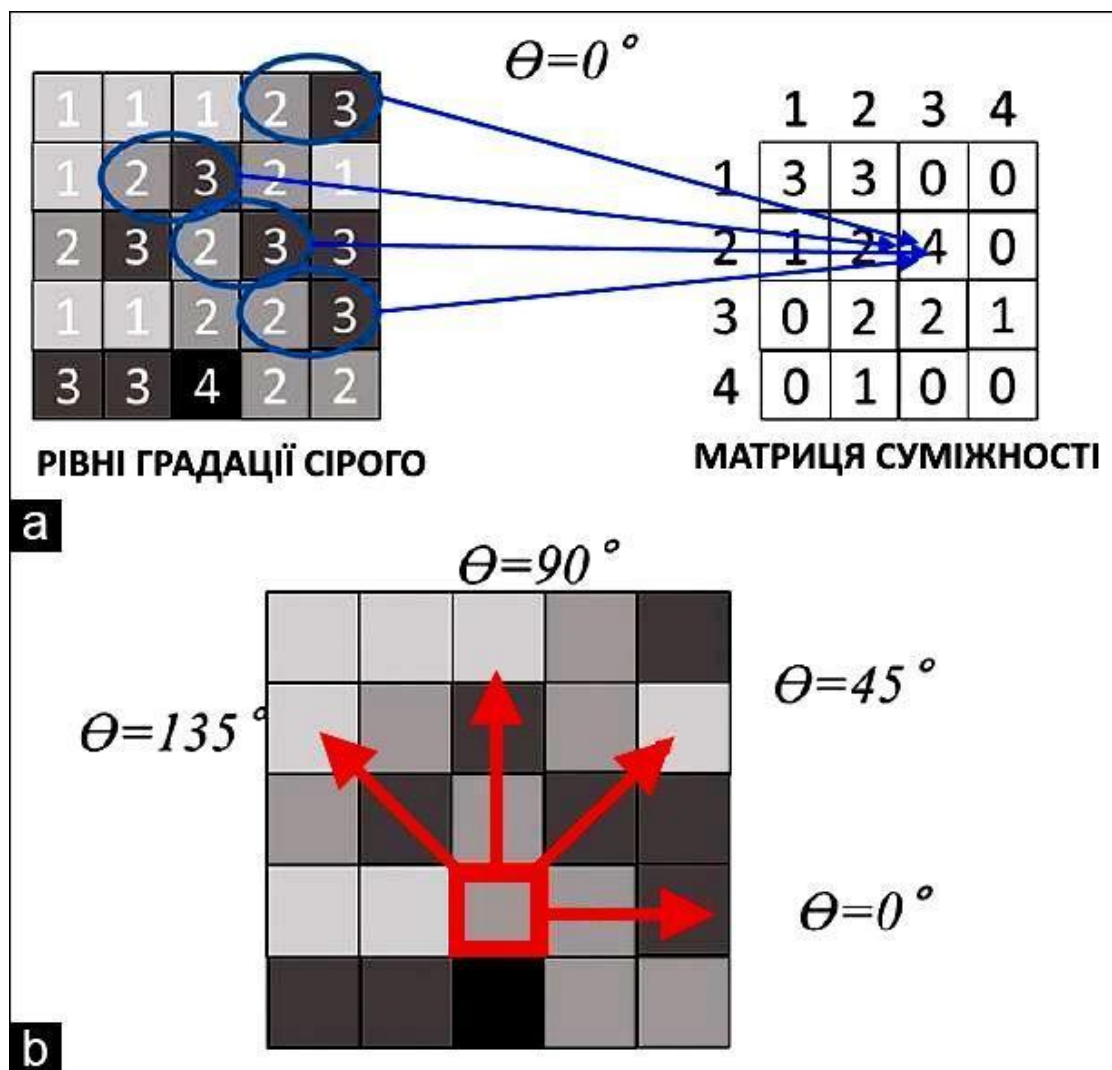 Θ=0°
1 1 1 2 3
1 2 3 2 1
2 3 2 3 3
1 1 2 2 3
3 3 4 2 2
РІВНІ ГРАДАЦІЇ СІРОГО
1 2 3 4
1 3 3 0 0
2 1 2 4 0
3 0 2 2 1
4 0 1 0 0
МАТРИЦЯ СУМІЖНОСТІ
a
Θ=90°
Θ=45°
Θ=135°
Θ=0°
b